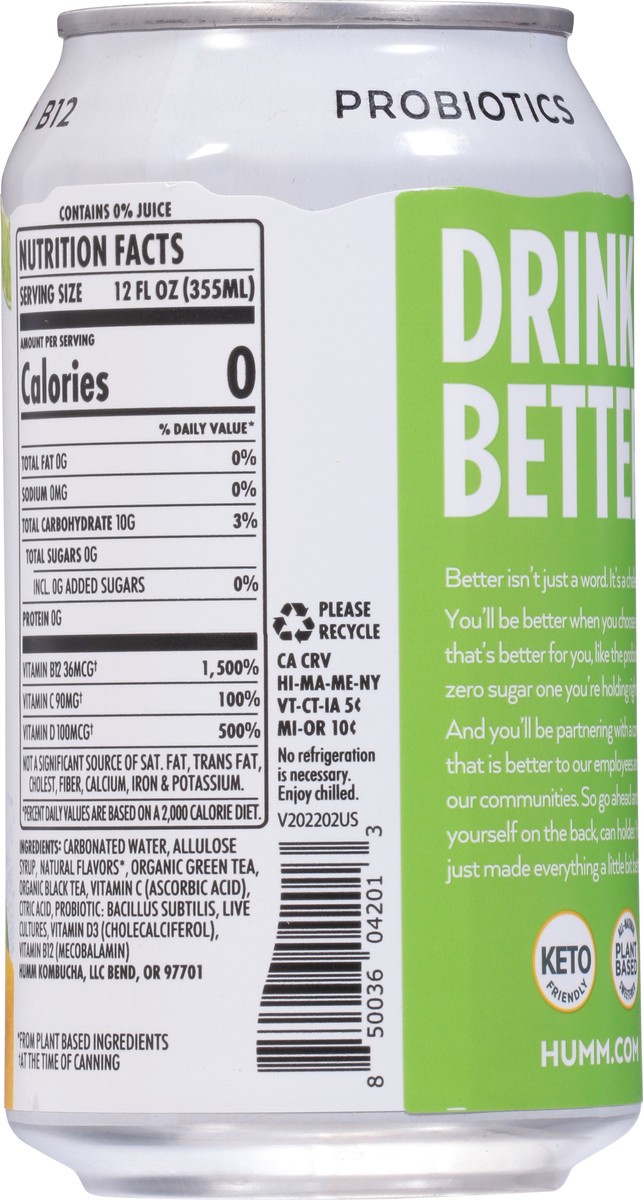 B12
PROBIOTICS
CONTAINS 0% JUICE
NUTRITION FACTS
SERVING SIZE 12 FL OZ (355ML)
AMOUNT PER SERVING
Calories 0
% DAILY VALUE*
TOTAL FAT 0G 0%
SODIUM 0MG 0%
TOTAL CARBOHYDRATE 10G 3%
TOTAL SUGARS 0G
INCL. 0G ADDED SUGARS 0%
PROTEIN 0G
VITAMIN B12 36MCG† 1,500%
VITAMIN C 90MG† 100%
VITAMIN D 100MCG† 500%
NOT A SIGNIFICANT SOURCE OF SAT. FAT, TRANS FAT,
CHOLEST, FIBER, CALCIUM, IRON & POTASSIUM.
*PERCENT DAILY VALUES ARE BASED ON A 2,000 CALORIE DIET.
INGREDIENTS: CARBONATED WATER, ALLULOSE
SYRUP, NATURAL FLAVORS*, ORGANIC GREEN TEA,
ORGANIC BLACK TEA, VITAMIN C (ASCORBIC ACID),
CITRIC ACID, PROBIOTIC: BACILLUS SUBTILIS, LIVE
CULTURES, VITAMIN D3 (CHOLECALCIFEROL),
VITAMIN B12 (MECOBALAMIN)
HUMM KOMBUCHA, LLC BEND, OR 97701
*FROM PLANT BASED INGREDIENTS
†AT THE TIME OF CANNING
PLEASE
RECYCLE
CA CRV
HI-MA-ME-NY
VT-CT-IA 5¢
MI-OR 10¢
No refrigeration
is necessary.
Enjoy chilled.
V202202US
8 50036 04201 3
DRINK
BETTE
Better isn't just a word. It's a
You'll be better when you choose
that's better for you, like the
zero sugar one you're holding
And you'll be partnering with a
that is better to our employees
our communities. So go ahead
yourself on the back, can holder.
just made everything a little bit
KETO
FRIENDLY
PLANT
BASED
HUMM.COM